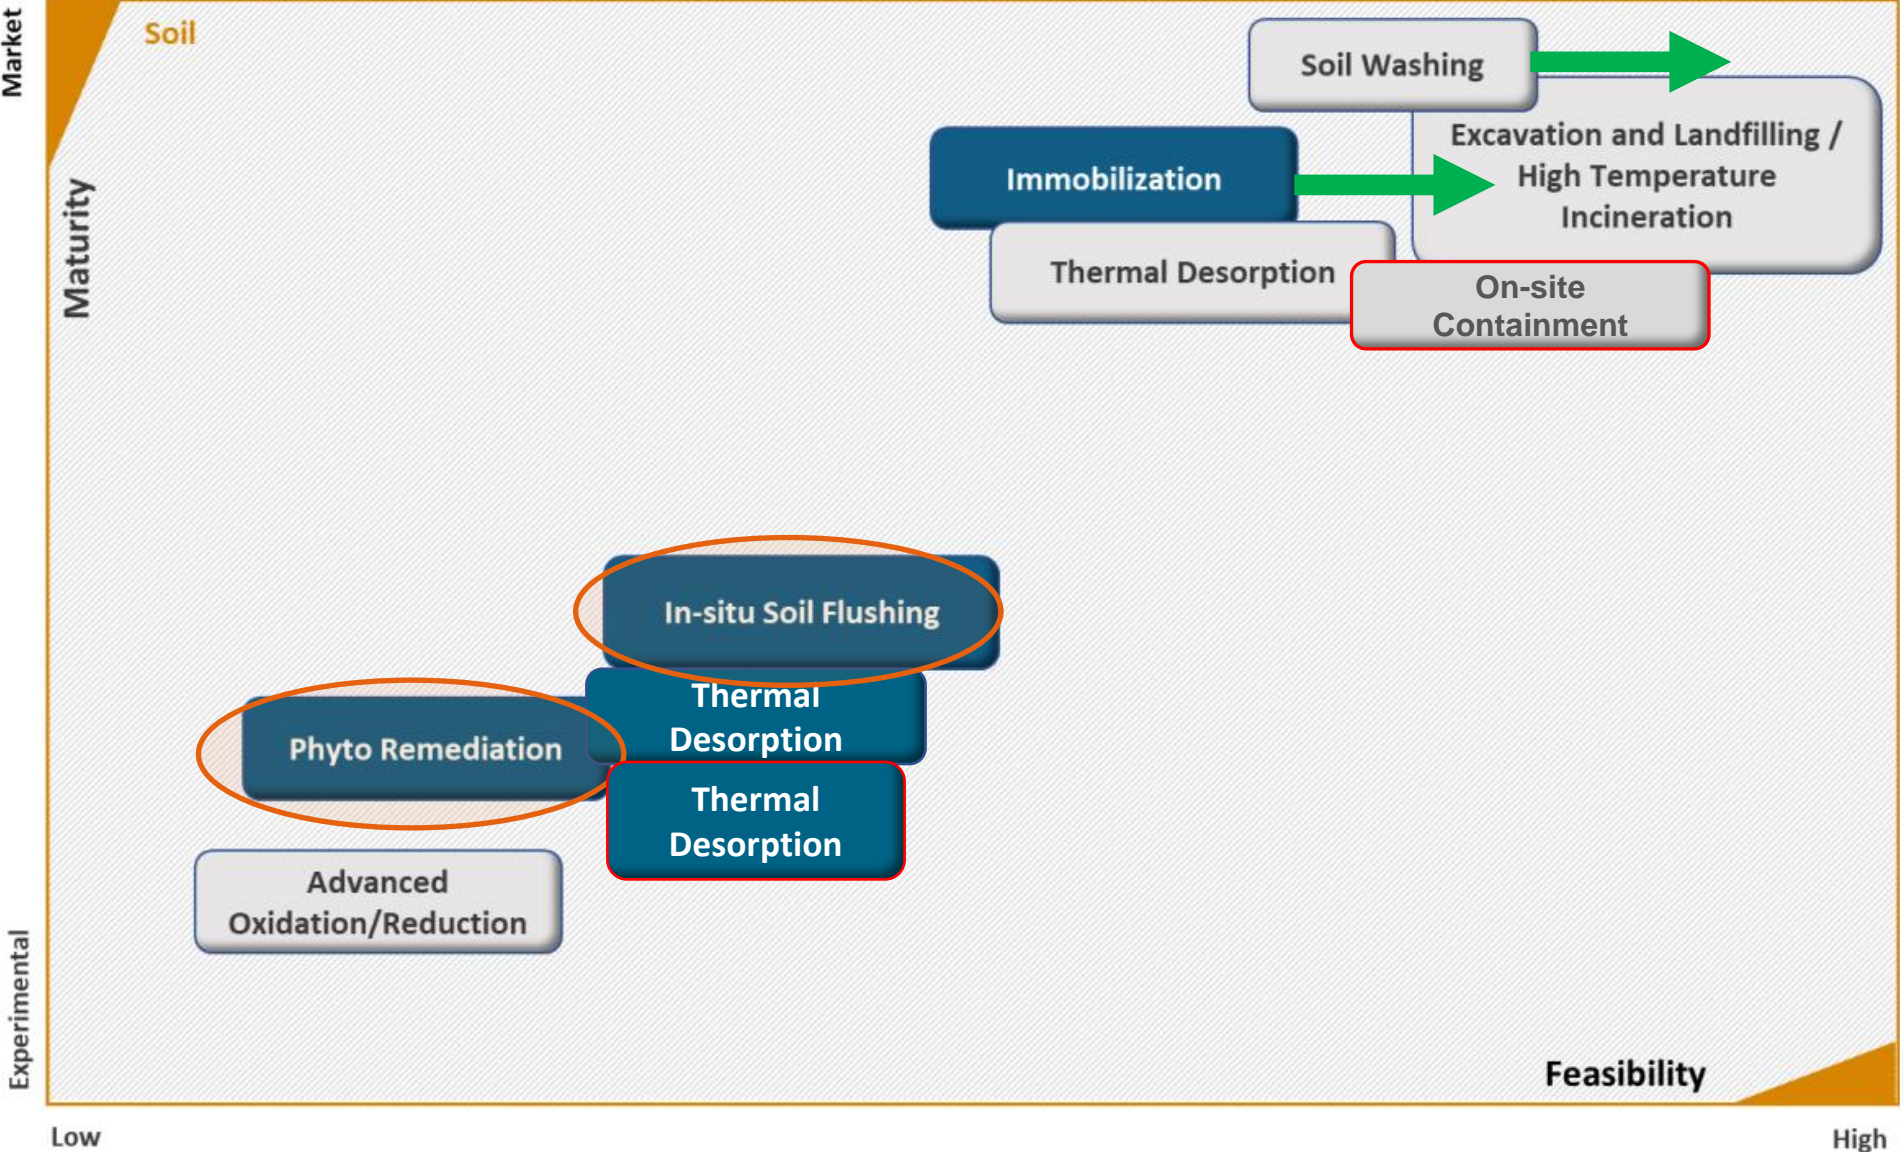 Market
Soil
Soil Washing
Excavation and Landfilling /
High Temperature
Incineration
Immobilization
Maturity
Thermal Desorption
On-site
Containment
In-situ Soil Flushing
Thermal
Desorption
Phyto Remediation
Thermal
Desorption
Advanced
Oxidation/Reduction
Experimental
Feasibility
Low
High